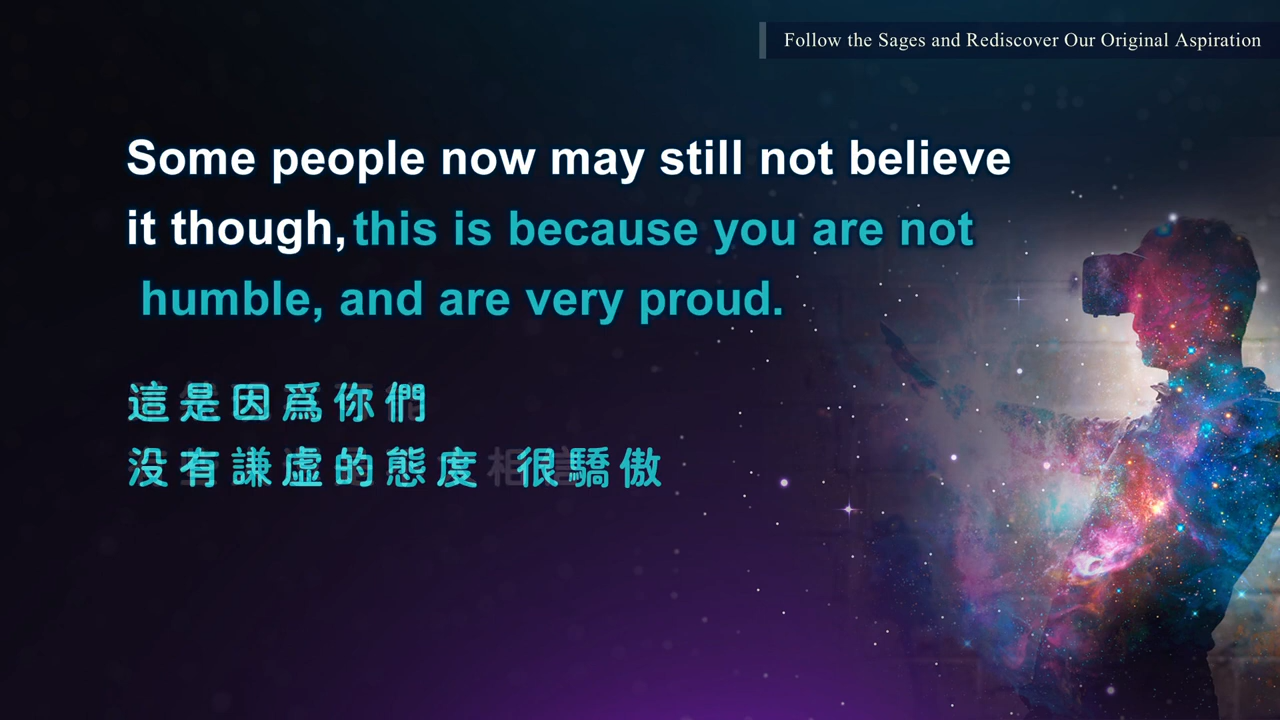 Follow the Sages and Rediscover Our Original Aspiration
Some people now may still not believe
it though, this is because you are not
humble, and are very proud.
這是因爲你們
没有謙虛的態度 很驕傲